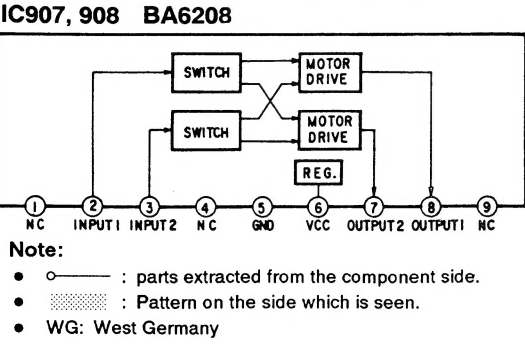 IC907, 908 BA6208
SWITCH
MOTOR
DRIVE
SWITCH
MOTOR
DRIVE
REG.
1 2 3 4 5 6 7 8 9
NC INPUT1 INPUT2 NC GND VCC OUTPUT2 OUTPUT1 NC
Note:
● : parts extracted from the component side.
● : Pattern on the side which is seen.
● WG: West Germany